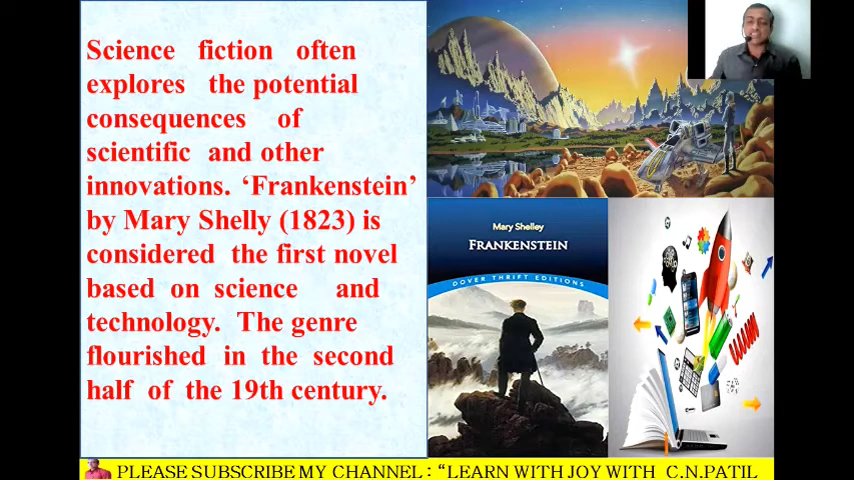 Science fiction often
explores the potential
consequences of
scientific and other
innovations. ‘Frankenstein’
by Mary Shelly (1823) is
considered the first novel
based on science and
technology. The genre
flourished in the second
half of the 19th century.
Mary Shelley
FRANKENSTEIN
DOVER THRIFT EDITIONS
PLEASE SUBSCRIBE MY CHANNEL : “LEARN WITH JOY WITH C.N.PATIL